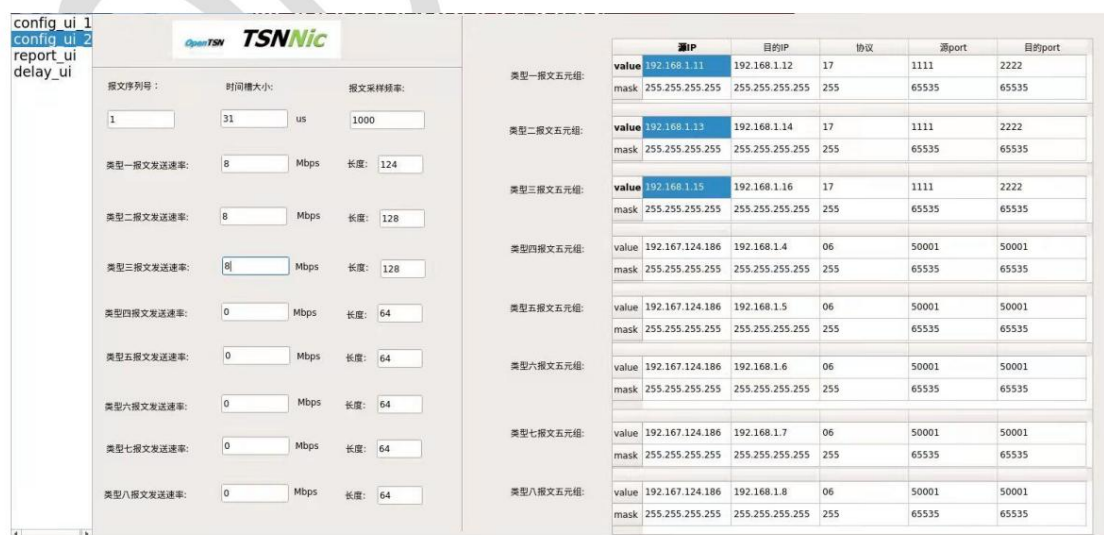 config_ui_1
config_ui_2
report_ui
delay_ui
OpenTSN TSNNic
报文序列号： 时间槽大小: 报文采样频率:
1 31 us 1000
类型一报文发送速率: 8 Mbps 长度: 124
类型二报文发送速率: 8 Mbps 长度: 128
类型三报文发送速率: 8 Mbps 长度: 128
类型四报文发送速率: 0 Mbps 长度: 64
类型五报文发送速率: 0 Mbps 长度: 64
类型六报文发送速率: 0 Mbps 长度: 64
类型七报文发送速率: 0 Mbps 长度: 64
类型八报文发送速率: 0 Mbps 长度: 64
源IP 目的IP 协议 源port 目的port
类型一报文五元组:
value 192.168.1.11 192.168.1.12 17 1111 2222
mask 255.255.255.255 255.255.255.255 255 65535 65535
类型二报文五元组:
value 192.168.1.13 192.168.1.14 17 1111 2222
mask 255.255.255.255 255.255.255.255 255 65535 65535
类型三报文五元组:
value 192.168.1.15 192.168.1.16 17 1111 2222
mask 255.255.255.255 255.255.255.255 255 65535 65535
类型四报文五元组:
value 192.167.124.186 192.168.1.4 06 50001 50001
mask 255.255.255.255 255.255.255.255 255 65535 65535
类型五报文五元组:
value 192.167.124.186 192.168.1.5 06 50001 50001
mask 255.255.255.255 255.255.255.255 255 65535 65535
类型六报文五元组:
value 192.167.124.186 192.168.1.6 06 50001 50001
mask 255.255.255.255 255.255.255.255 255 65535 65535
类型七报文五元组:
value 192.167.124.186 192.168.1.7 06 50001 50001
mask 255.255.255.255 255.255.255.255 255 65535 65535
类型八报文五元组:
value 192.167.124.186 192.168.1.8 06 50001 50001
mask 255.255.255.255 255.255.255.255 255 65535 65535